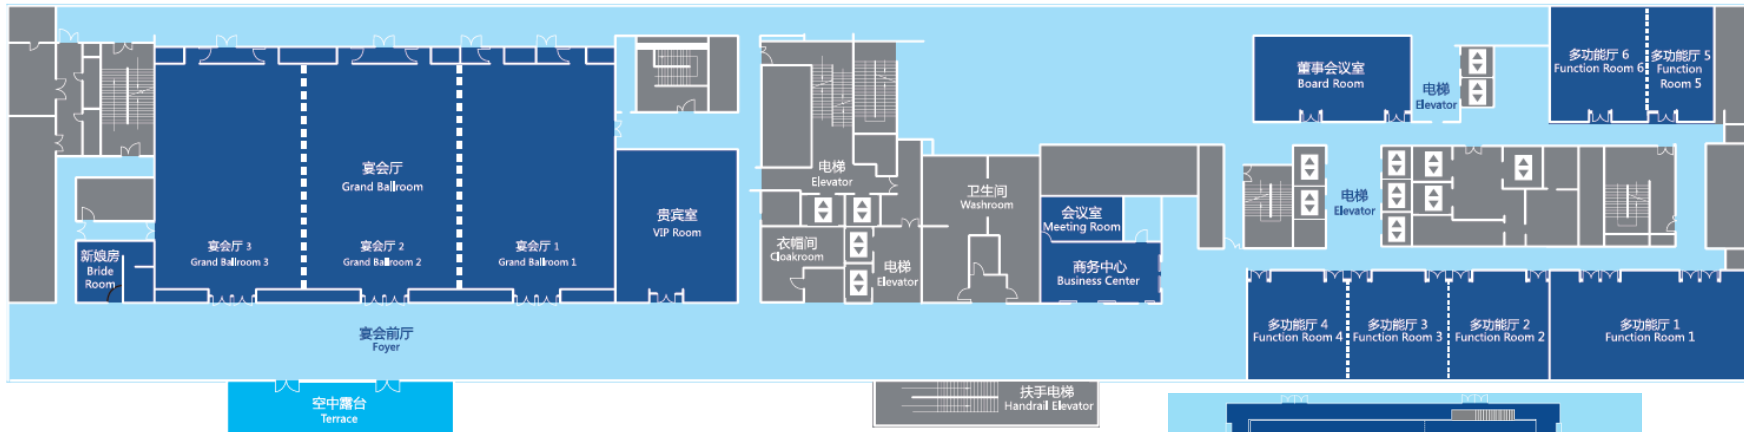 宴会厅
Grand Ballroom
宴会厅 3
Grand Ballroom 3
宴会厅 2
Grand Ballroom 2
宴会厅 1
Grand Ballroom 1
新娘房
Bride
Room
贵宾室
VIP Room
宴会前厅
Foyer
空中露台
Terrace
电梯
Elevator
衣帽间
Cloakroom
电梯
Elevator
卫生间
Washroom
会议室
Meeting Room
商务中心
Business Center
扶手电梯
Handrail Elevator
董事会议室
Board Room
电梯
Elevator
多功能厅 6
Function Room 6
多功能厅 5
Function
Room 5
电梯
Elevator
多功能厅 4
Function Room 4
多功能厅 3
Function Room 3
多功能厅 2
Function Room 2
多功能厅 1
Function Room 1